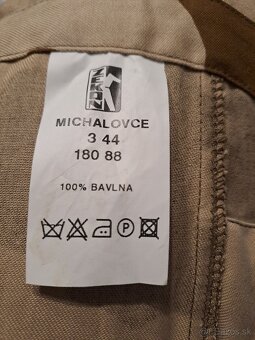 ZEKON
MICHALOVCE
3 44
180 88
100% BAVLNA
P